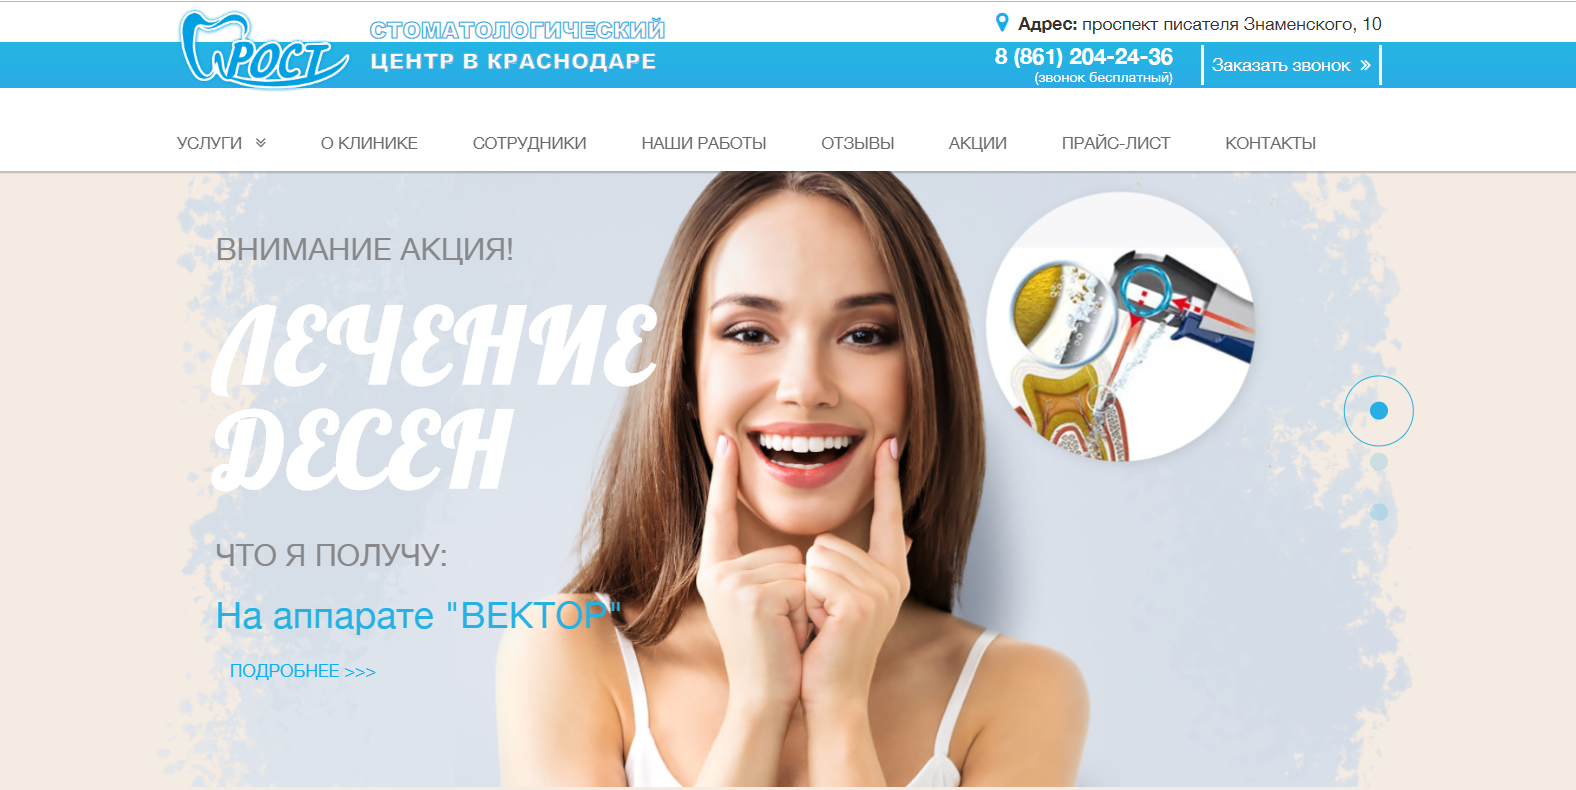 РОСТ
СТОМАТОЛОГИЧЕСКИЙ
ЦЕНТР В КРАСНОДАРЕ
Адрес: проспект писателя Знаменского, 10
8 (861) 204-24-36
(звонок бесплатный)
Заказать звонок »
УСЛУГИ
О КЛИНИКЕ
СОТРУДНИКИ
НАШИ РАБОТЫ
ОТЗЫВЫ
АКЦИИ
ПРАЙС-ЛИСТ
КОНТАКТЫ
ВНИМАНИЕ АКЦИЯ!
ЛЕЧЕНИЕ
ДЕСЕН
ЧТО Я ПОЛУЧУ:
На аппарате "ВЕКТОР"
ПОДРОБНЕЕ >>>